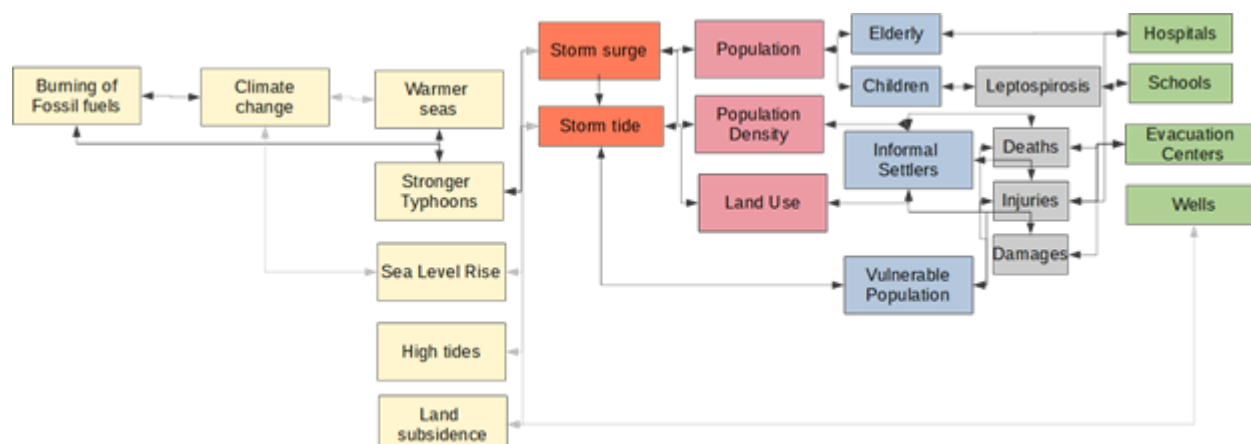 Burning of
Fossil fuels
Climate
change
Warmer
seas
Stronger
Typhoons
Sea Level Rise
High tides
Land
subsidence
Storm surge
Storm tide
Population
Population
Density
Land Use
Elderly
Children
Informal
Settlers
Vulnerable
Population
Leptospirosis
Deaths
Injuries
Damages
Hospitals
Schools
Evacuation
Centers
Wells